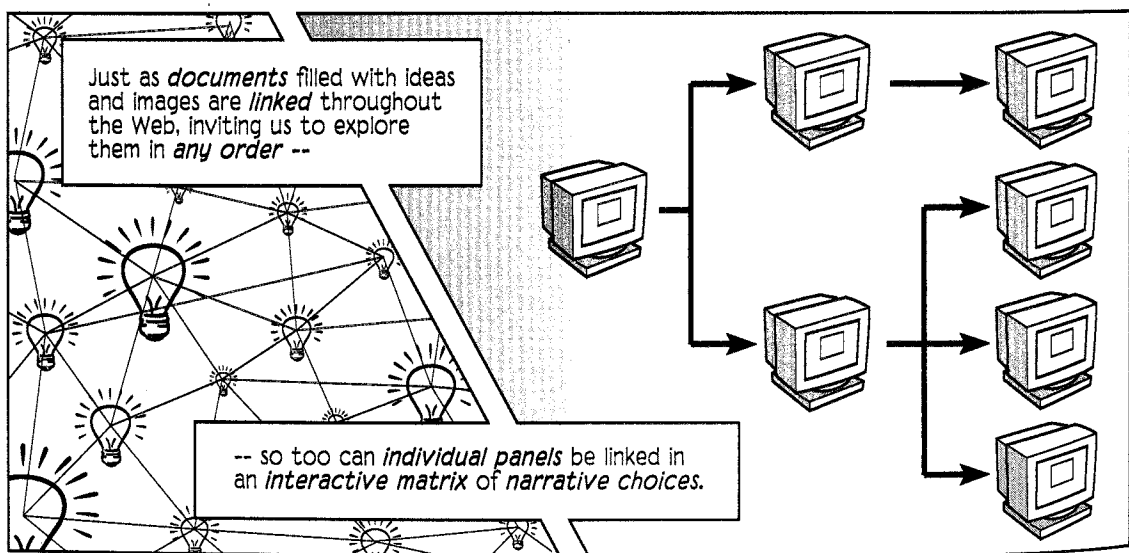 Just as documents filled with ideas
and images are linked throughout
the Web, inviting us to explore
them in any order --
-- so too can individual panels be linked in
an interactive matrix of narrative choices.